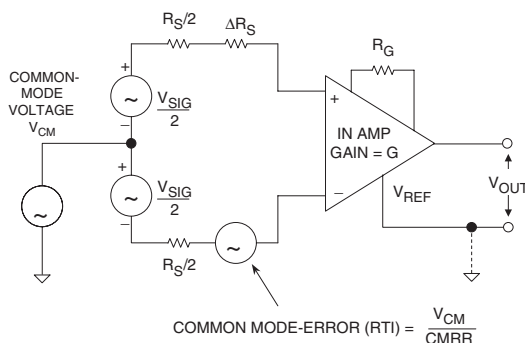 R_S/2
ΔR_S
R_G
COMMON-
MODE
VOLTAGE
V_CM
+
~
–
V_SIG
2
+
IN AMP
GAIN = G
–
V_REF
V_OUT
~
+
~
–
V_SIG
2
R_S/2
~
COMMON MODE-ERROR (RTI) = V_CM
CMRR